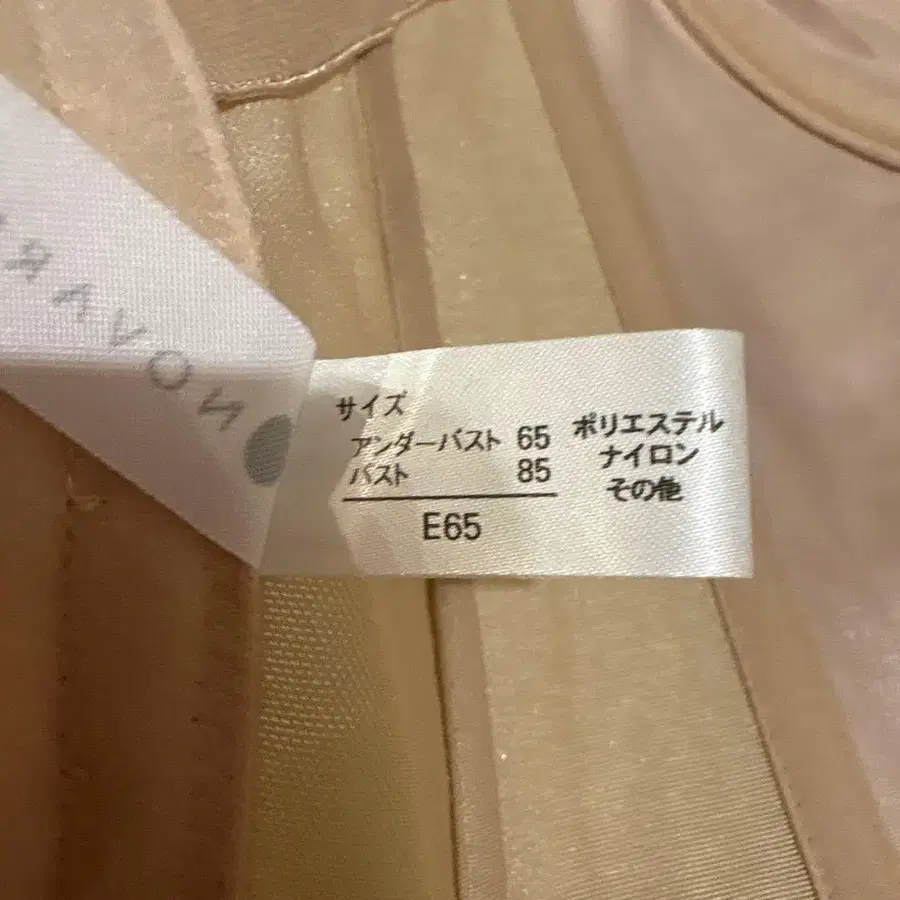 サイズ
アンダーバスト 65
バスト 85
E65
ポリエステル
ナイロン
その他